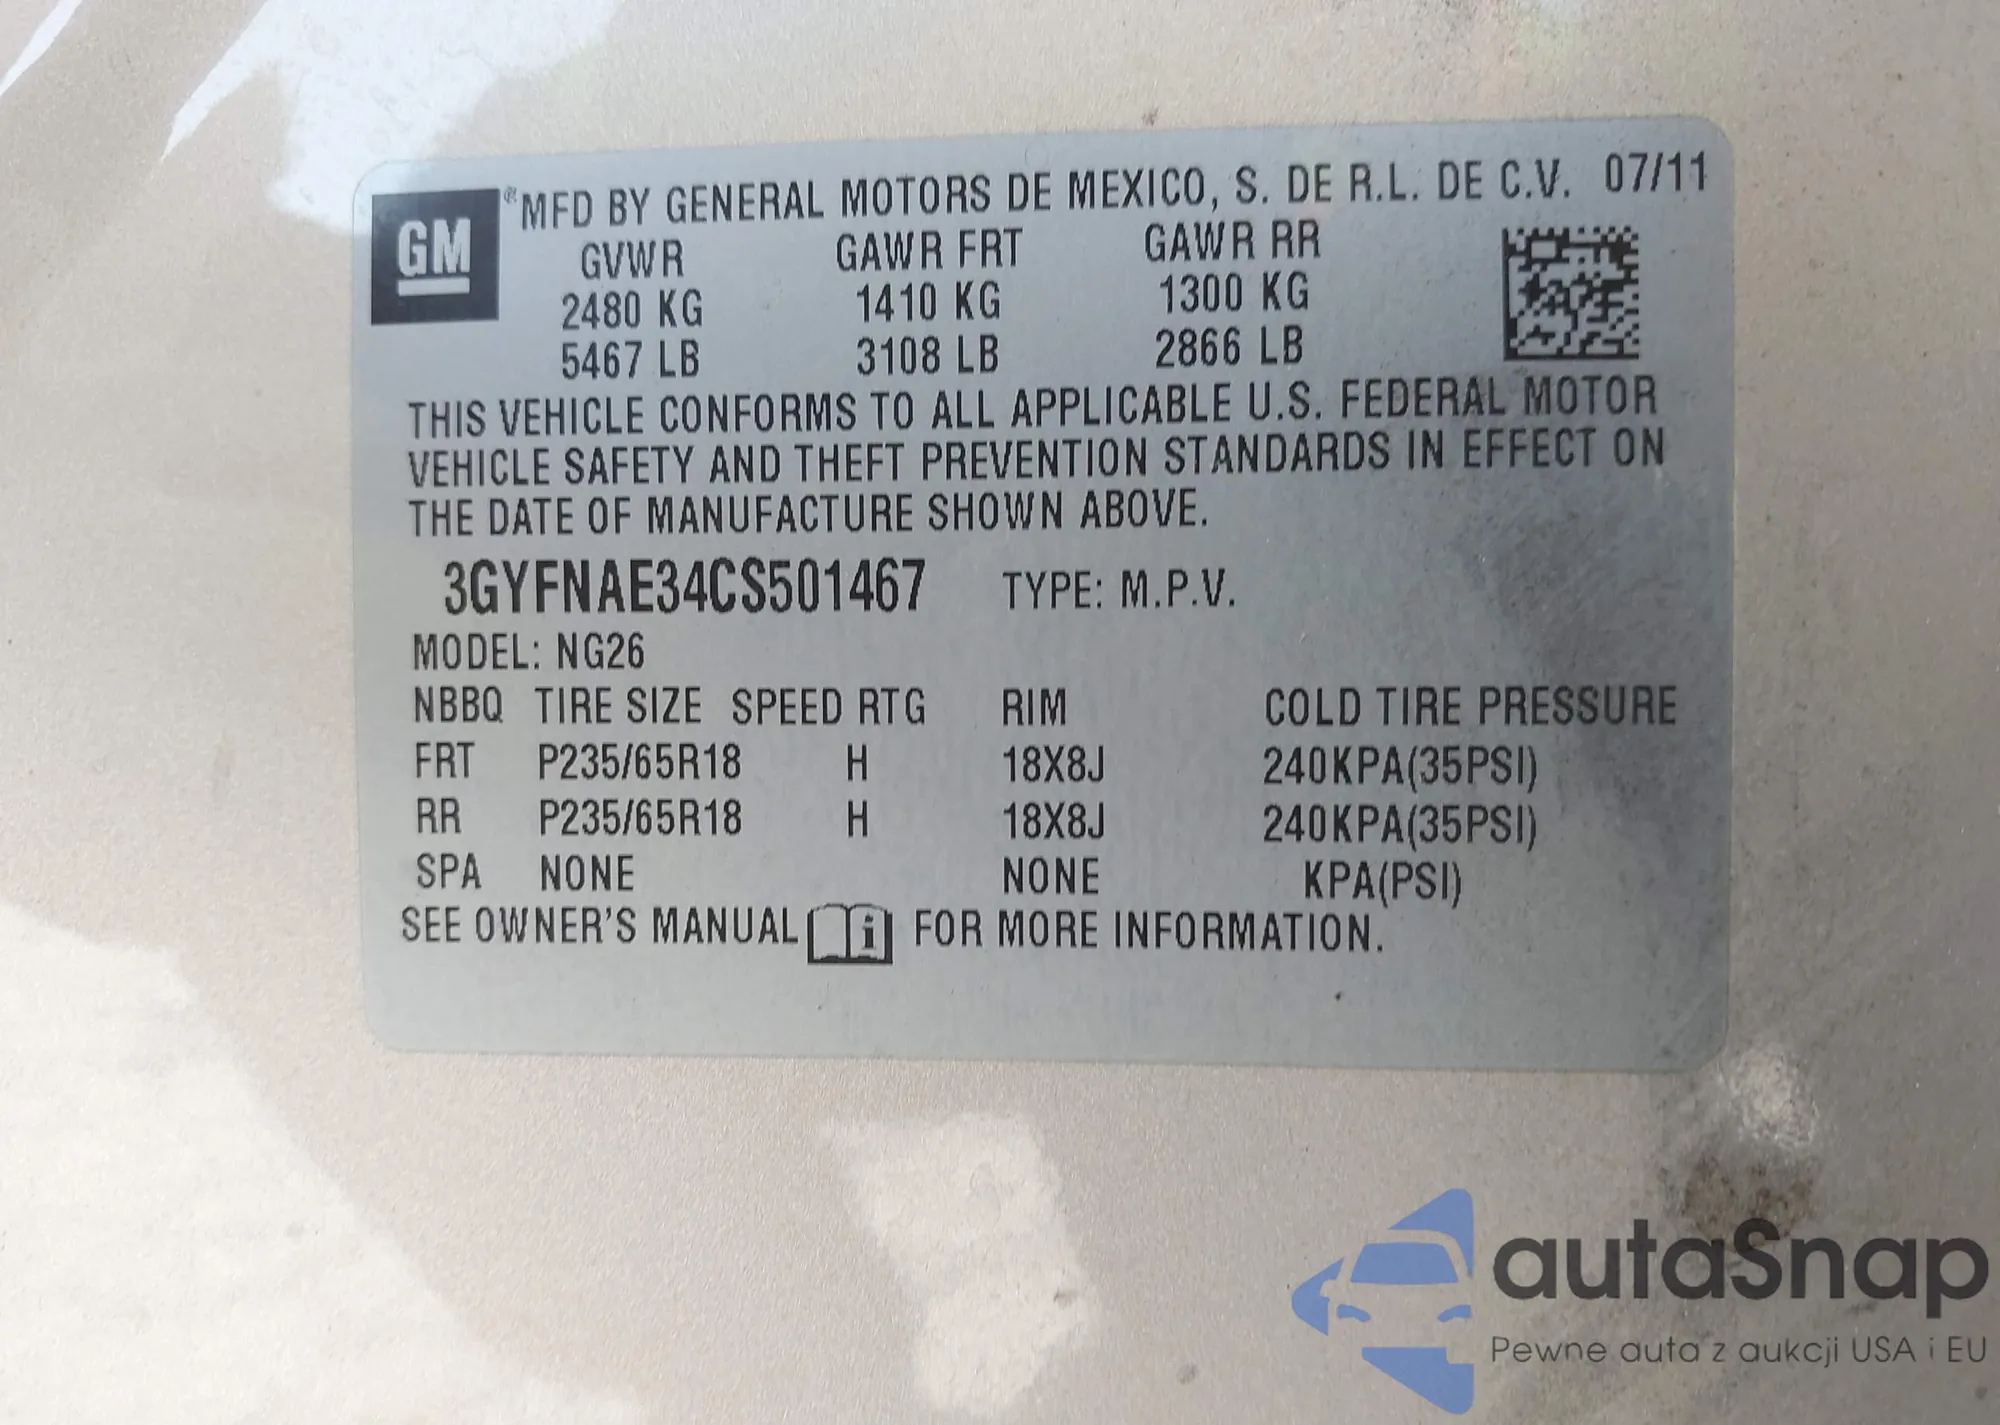 GM
® MFD BY GENERAL MOTORS DE MEXICO, S. DE R.L. DE C.V. 07/11
GVWR GAWR FRT GAWR RR
2480 KG 1410 KG 1300 KG
5467 LB 3108 LB 2866 LB
THIS VEHICLE CONFORMS TO ALL APPLICABLE U.S. FEDERAL MOTOR
VEHICLE SAFETY AND THEFT PREVENTION STANDARDS IN EFFECT ON
THE DATE OF MANUFACTURE SHOWN ABOVE.
3GYFNAE34CS501467 TYPE: M.P.V.
MODEL: NG26
NBBQ TIRE SIZE SPEED RTG RIM COLD TIRE PRESSURE
FRT P235/65R18 H 18X8J 240KPA(35PSI)
RR P235/65R18 H 18X8J 240KPA(35PSI)
SPA NONE NONE KPA(PSI)
SEE OWNER'S MANUAL i FOR MORE INFORMATION.
autaSnap
Pewne auta z aukcji USA i EU